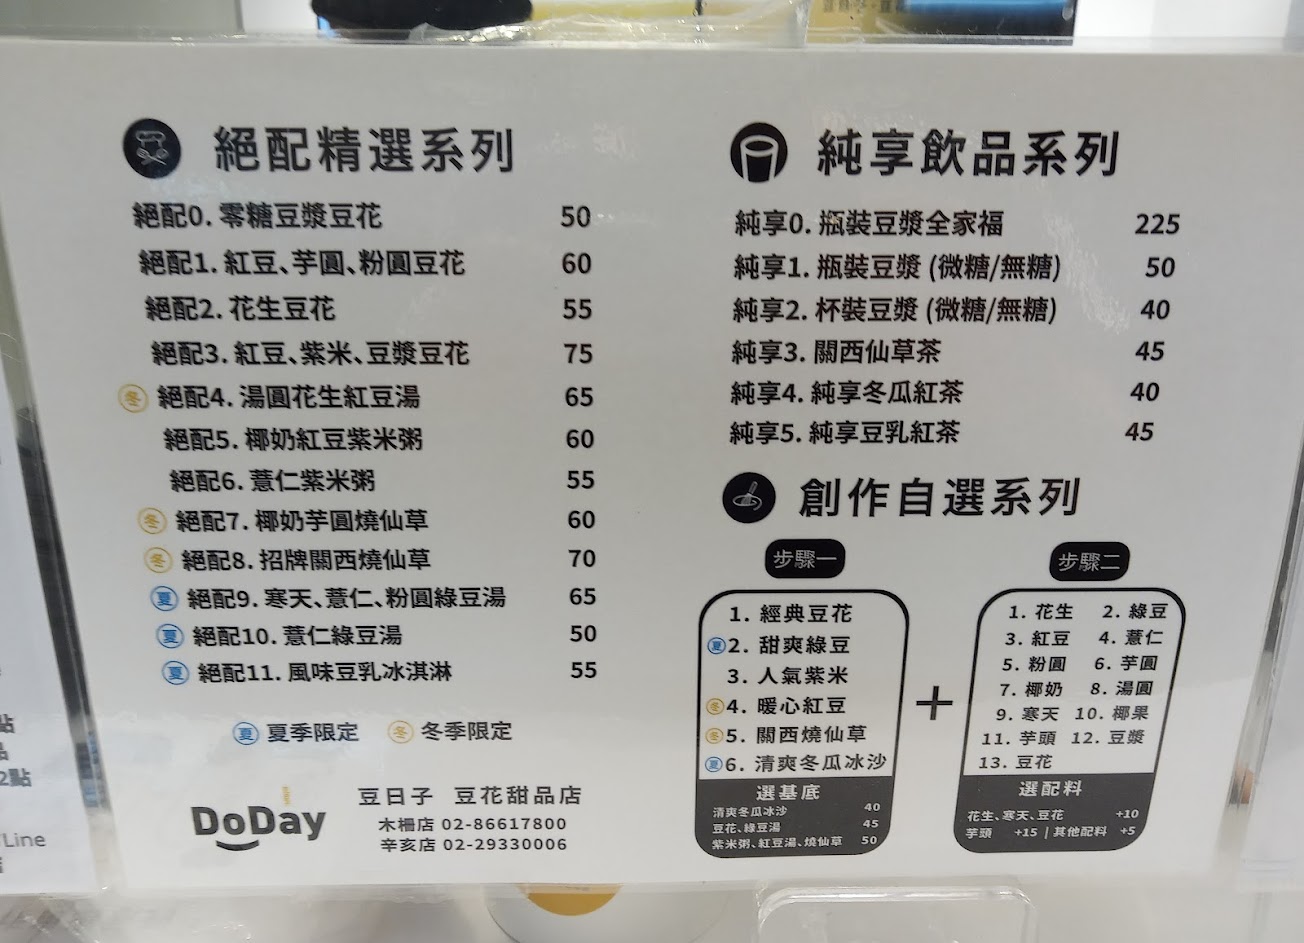 絕配精選系列
絕配0. 零糖豆漿豆花 50
絕配1. 紅豆、芋圓、粉圓豆花 60
絕配2. 花生豆花 55
絕配3. 紅豆、紫米、豆漿豆花 75
冬 絕配4. 湯圓花生紅豆湯 65
絕配5. 椰奶紅豆紫米粥 60
絕配6. 薏仁紫米粥 55
冬 絕配7. 椰奶芋圓燒仙草 60
冬 絕配8. 招牌關西燒仙草 70
夏 絕配9. 寒天、薏仁、粉圓綠豆湯 65
夏 絕配10. 薏仁綠豆湯 50
夏 絕配11. 風味豆乳冰淇淋 55
夏 夏季限定 冬 冬季限定
DoDay
豆日子 豆花甜品店
木柵店 02-86617800
辛亥店 02-29330006
純享飲品系列
純享0. 瓶裝豆漿全家福 225
純享1. 瓶裝豆漿 (微糖/無糖) 50
純享2. 杯裝豆漿 (微糖/無糖) 40
純享3. 關西仙草茶 45
純享4. 純享冬瓜紅茶 40
純享5. 純享豆乳紅茶 45
創作自選系列
步驟一
1. 經典豆花
夏2. 甜爽綠豆
3. 人氣紫米
冬4. 暖心紅豆
冬5. 關西燒仙草
夏6. 清爽冬瓜冰沙
選基底
清爽冬瓜冰沙 40
豆花、綠豆湯 45
紫米粥、紅豆湯、燒仙草 50
+
步驟二
1. 花生 2. 綠豆
3. 紅豆 4. 薏仁
5. 粉圓 6. 芋圓
7. 椰奶 8. 湯圓
9. 寒天 10. 椰果
11. 芋頭 12. 豆漿
13. 豆花
選配料
花生、寒天、豆花 +10
芋頭 +15 | 其他配料 +5
點
品
2點
Line